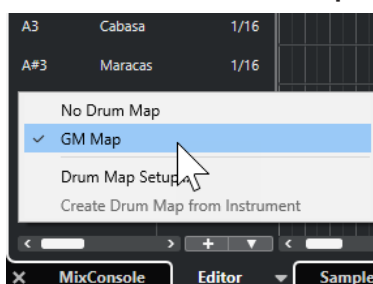 A3 Cabasa 1/16
A#3 Maracas 1/16
No Drum Map
✓ GM Map
Drum Map Setup
Create Drum Map from Instrument
< > + ▼ <
× MixConsole Editor ▼ Sample